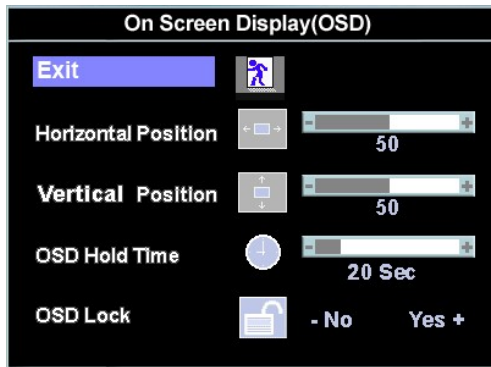 On Screen Display(OSD)
Exit
Horizontal Position
- +
50
Vertical Position
- +
50
OSD Hold Time
- +
20 Sec
OSD Lock - No Yes +